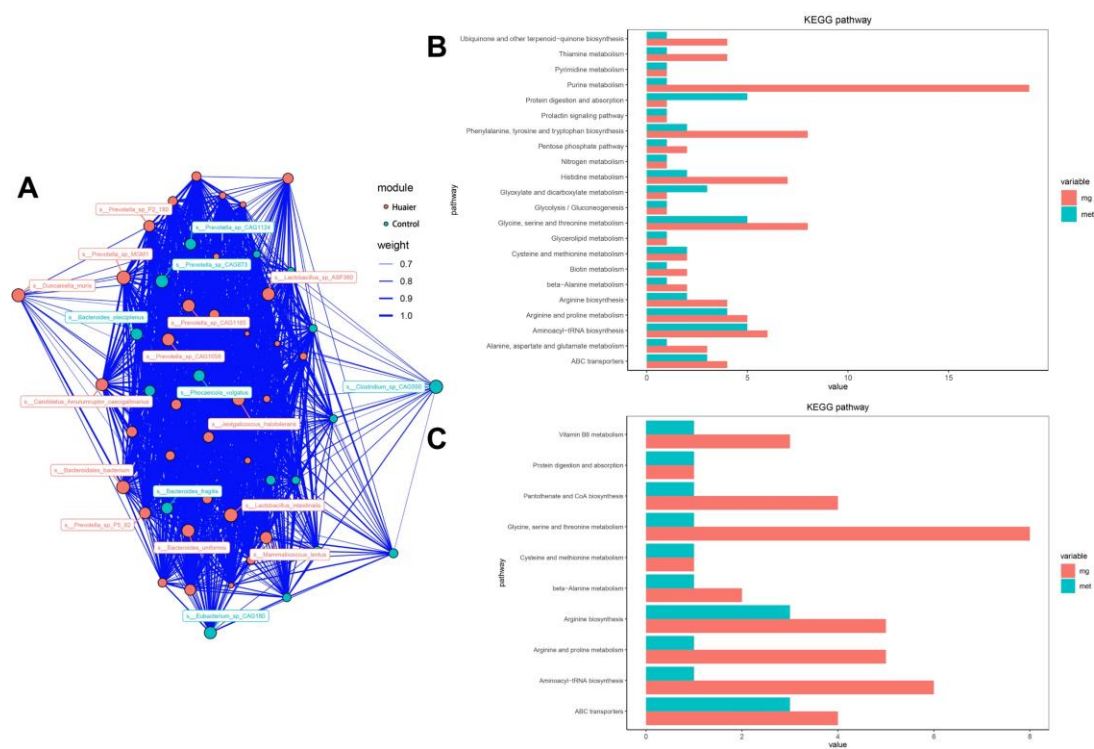 A
module
Huaier
Control
weight
0.7
0.8
0.9
1.0
s__Prevotella_sp_CAG1124
s__Prevotella_sp_MGM1
s__Prevotella_sp_CAG873
s__Duncaniella_muris
s__Lactobacillus_sp_ASF360
s__Prevotella_sp_CAG1185
s__Prevotella_sp_CAG1058
s__Clostridium_sp_CAG590
s__Phocaeicola_vulgatus
s__Jeotgalicoccus_halotolerans
s__Bacteroidales_bacterium
s__Bacteroides_fragilis
s__Lactobacillus_intestinalis
s__Prevotella_sp_P5_92
s__Bacteroides_uniformis
s__Mammaliicoccus_lentus
s__Eubacterium_sp_CAG180
B
KEGG pathway
Ubiquinone and other terpenoid-quinone biosynthesis
Thiamine metabolism
Pyrimidine metabolism
Purine metabolism
Protein digestion and absorption
Prolactin signaling pathway
Phenylalanine, tyrosine and tryptophan biosynthesis
Pentose phosphate pathway
Nitrogen metabolism
Histidine metabolism
Glyoxylate and dicarboxylate metabolism
Glycolysis / Gluconeogenesis
Glycine, serine and threonine metabolism
Glycerolipid metabolism
Cysteine and methionine metabolism
Biotin metabolism
beta-Alanine metabolism
Arginine biosynthesis
Arginine and proline metabolism
Aminoacyl-tRNA biosynthesis
Alanine, aspartate and glutamate metabolism
ABC transporters
pathway
0 5 10 15
value
variable
mg
met
C
KEGG pathway
Vitamin B6 metabolism
Protein digestion and absorption
Pantothenate and CoA biosynthesis
Glycine, serine and threonine metabolism
Cysteine and methionine metabolism
beta-Alanine metabolism
Arginine biosynthesis
Arginine and proline metabolism
Aminoacyl-tRNA biosynthesis
ABC transporters
pathway
0 2 4 6 8
value
variable
mg
met